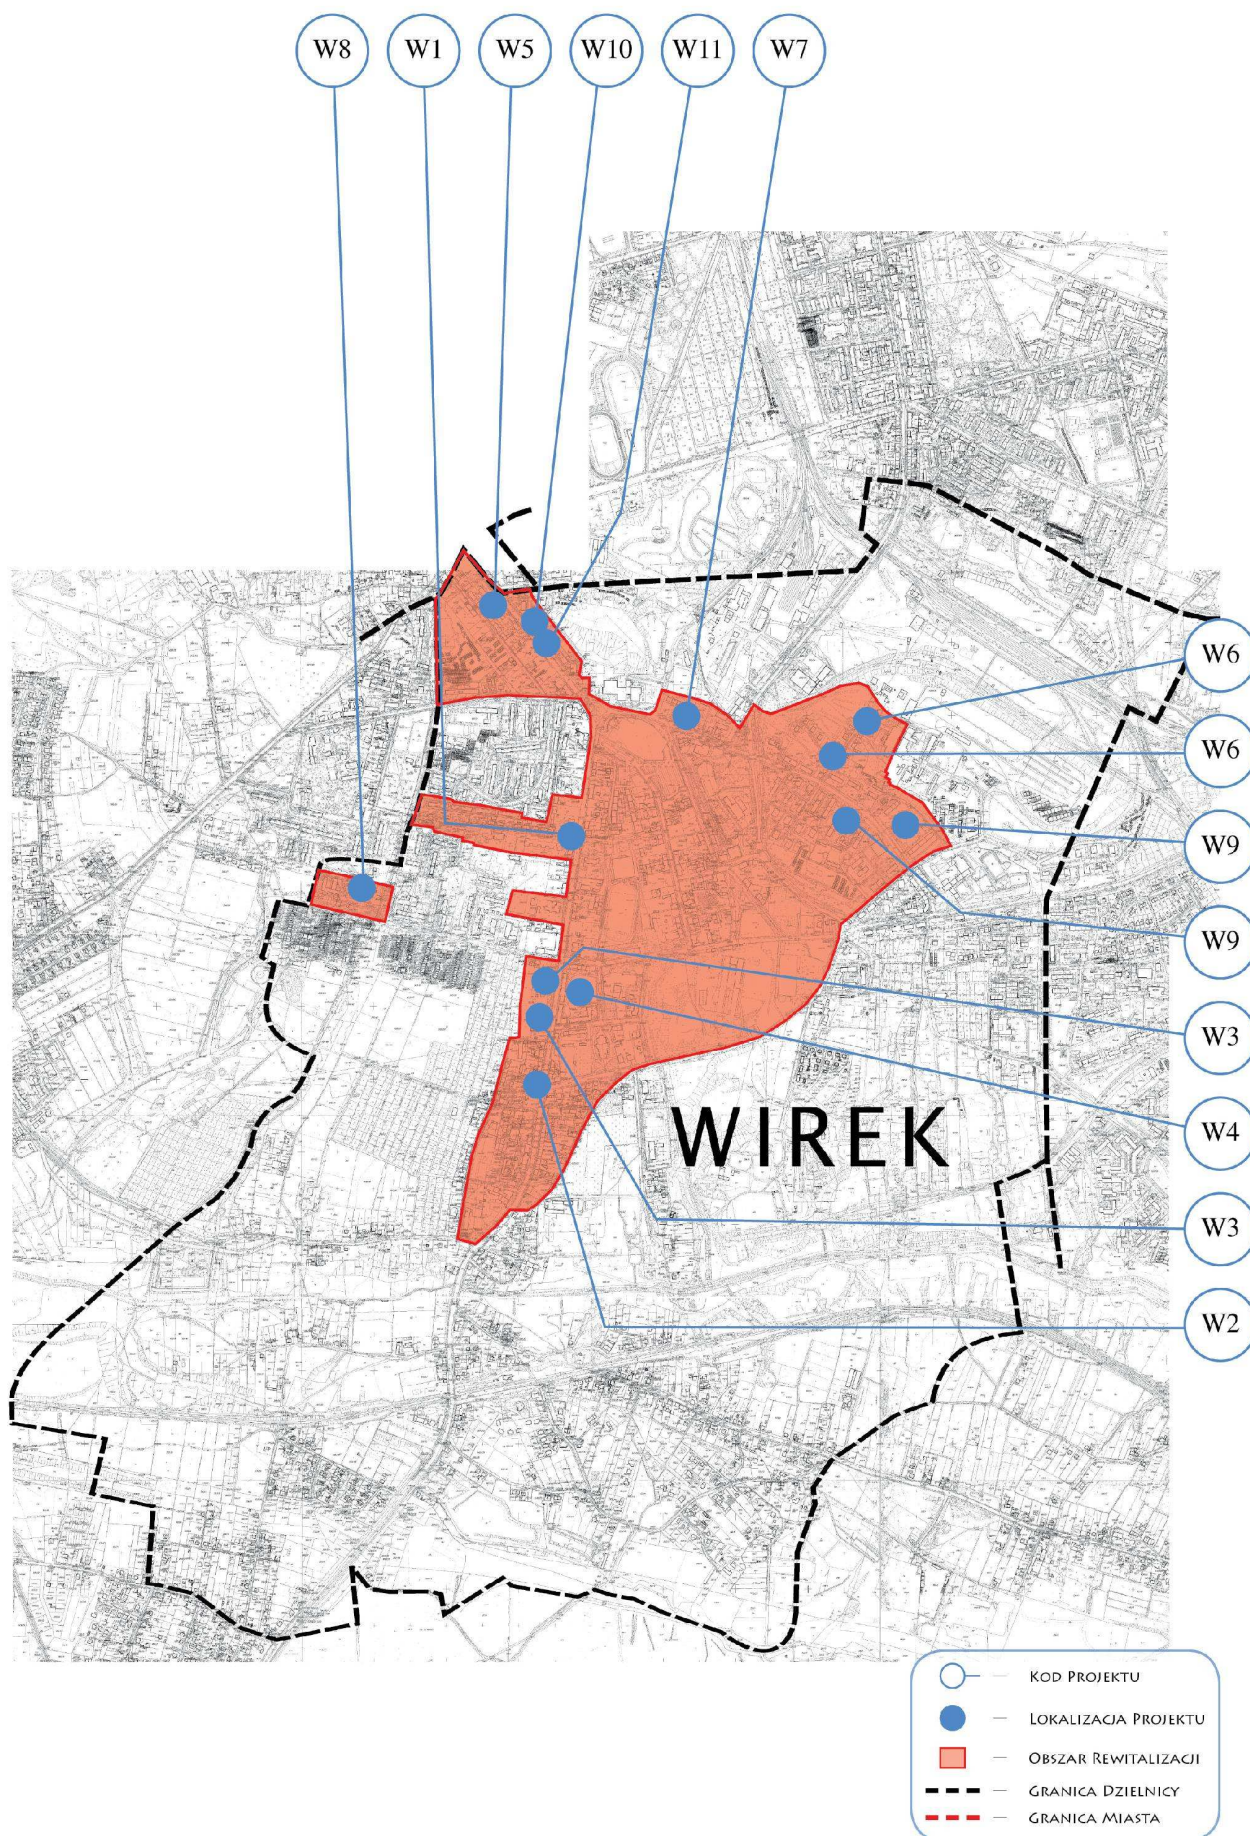 W8 W1 W5 W10 W11 W7
W6
W6
W9
W9
W3
W4
W3
W2
WIREK
— KOD PROJEKTU
— LOKALIZACJA PROJEKTU
— OBSZAR REWITALIZACJI
— GRANICA DZIELNICY
— GRANICA MIASTA